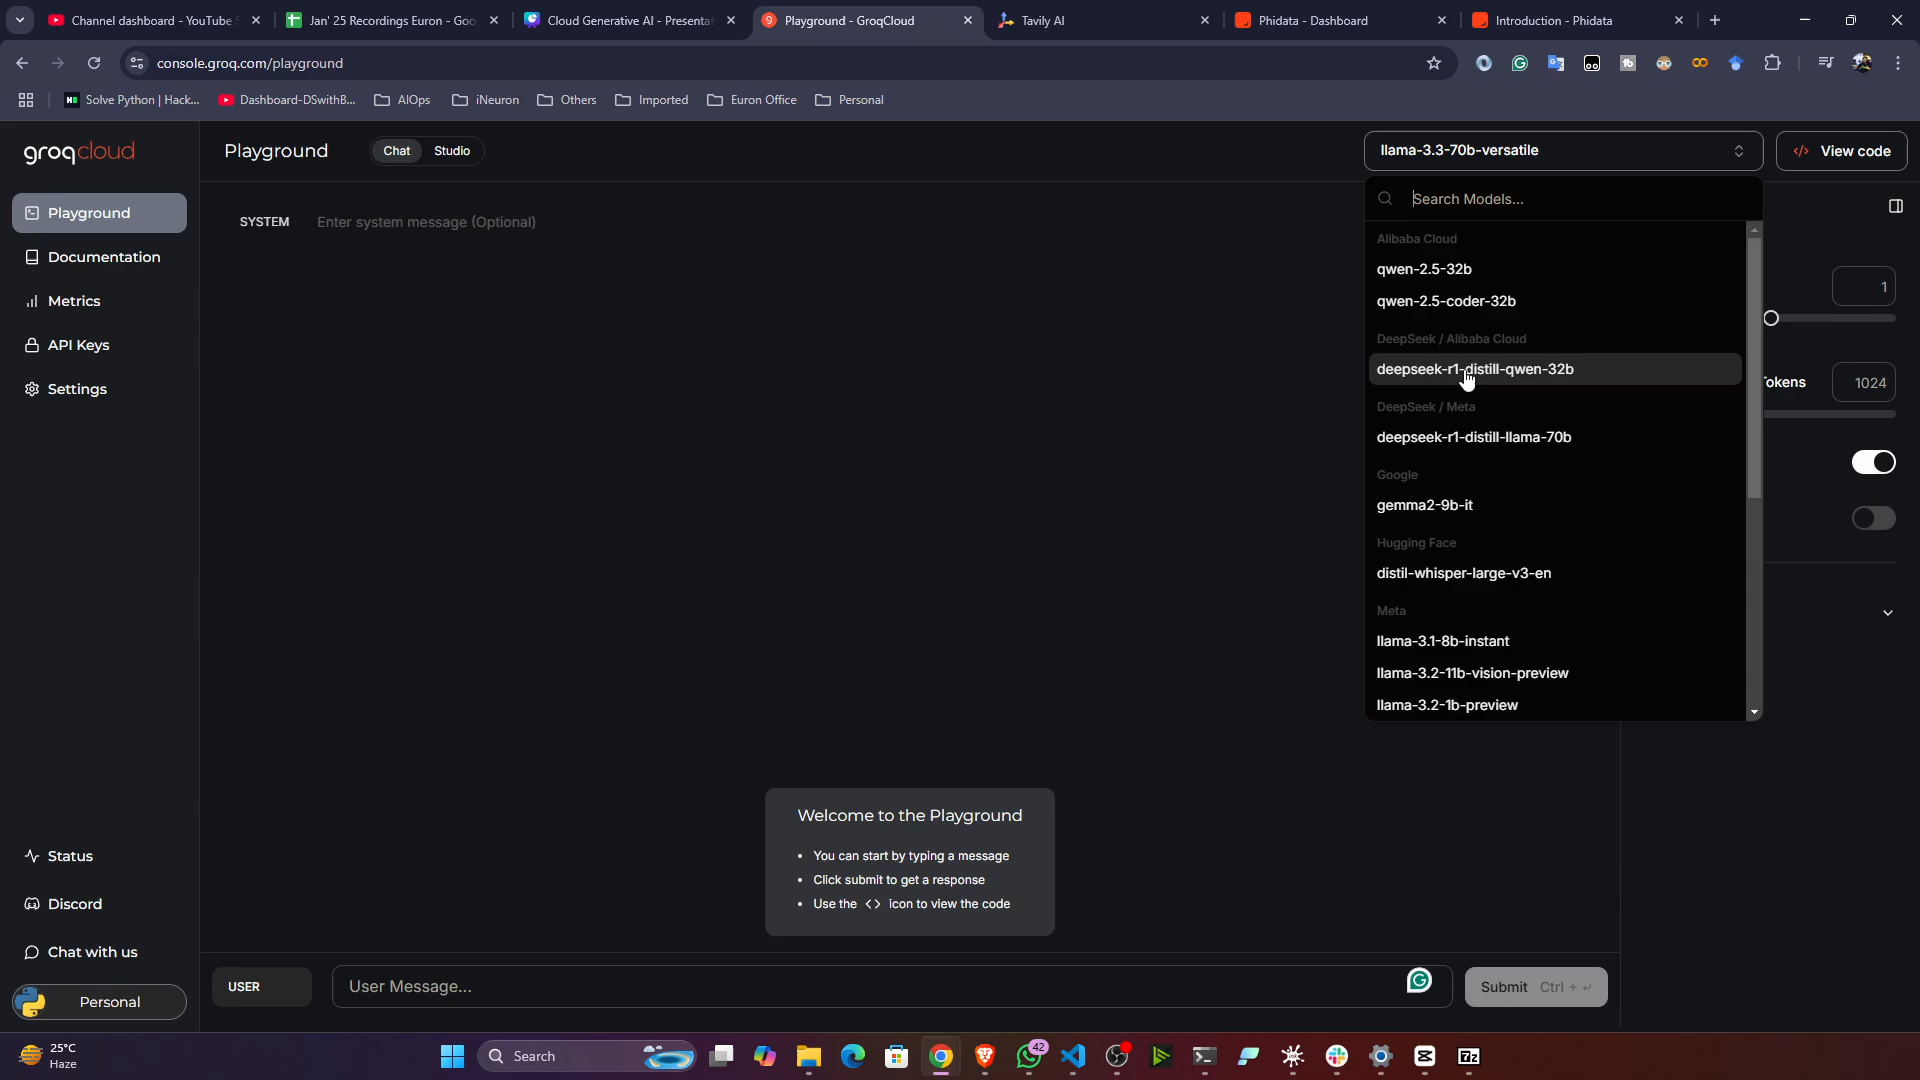 Channel dashboard - YouTube
Jan' 25 Recordings Euron - Goo
Cloud Generative AI - Presentat
Playground - GroqCloud
Tavily AI
Phidata - Dashboard
Introduction - Phidata
console.groq.com/playground
Solve Python | Hack...
Dashboard-DSwithB...
AIOps
iNeuron
Others
Imported
Euron Office
Personal
groqcloud
Playground
Chat
Studio
llama-3.3-70b-versatile
</> View code
Playground
Documentation
Metrics
API Keys
Settings
SYSTEM
Enter system message (Optional)
Search Models...
Alibaba Cloud
qwen-2.5-32b
qwen-2.5-coder-32b
DeepSeek / Alibaba Cloud
deepseek-r1-distill-qwen-32b
DeepSeek / Meta
deepseek-r1-distill-llama-70b
Google
gemma2-9b-it
Hugging Face
distil-whisper-large-v3-en
Meta
llama-3.1-8b-instant
llama-3.2-11b-vision-preview
llama-3.2-1b-preview
1
Tokens
1024
Welcome to the Playground
• You can start by typing a message
• Click submit to get a response
• Use the <> icon to view the code
Status
Discord
Chat with us
Personal
USER
User Message...
Submit Ctrl + ↵
25°C
Haze
Search
42
7z